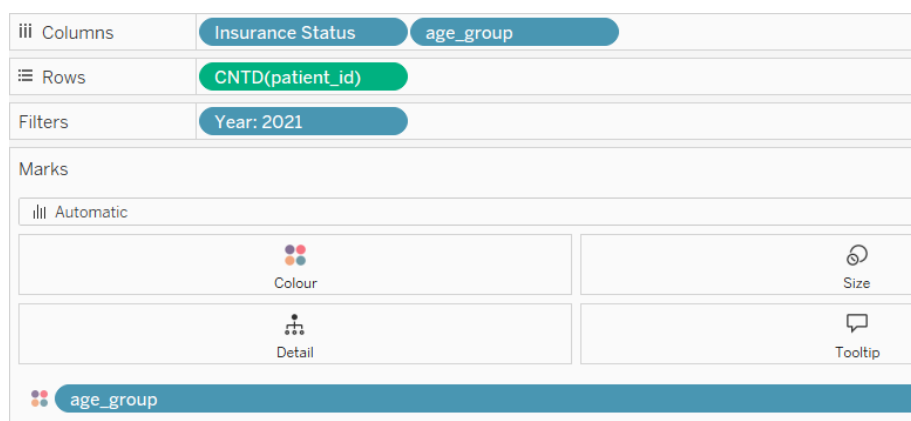 Columns Insurance Status age_group
Rows CNTD(patient_id)
Filters Year: 2021
Marks
Automatic
Colour Size
Detail Tooltip
age_group